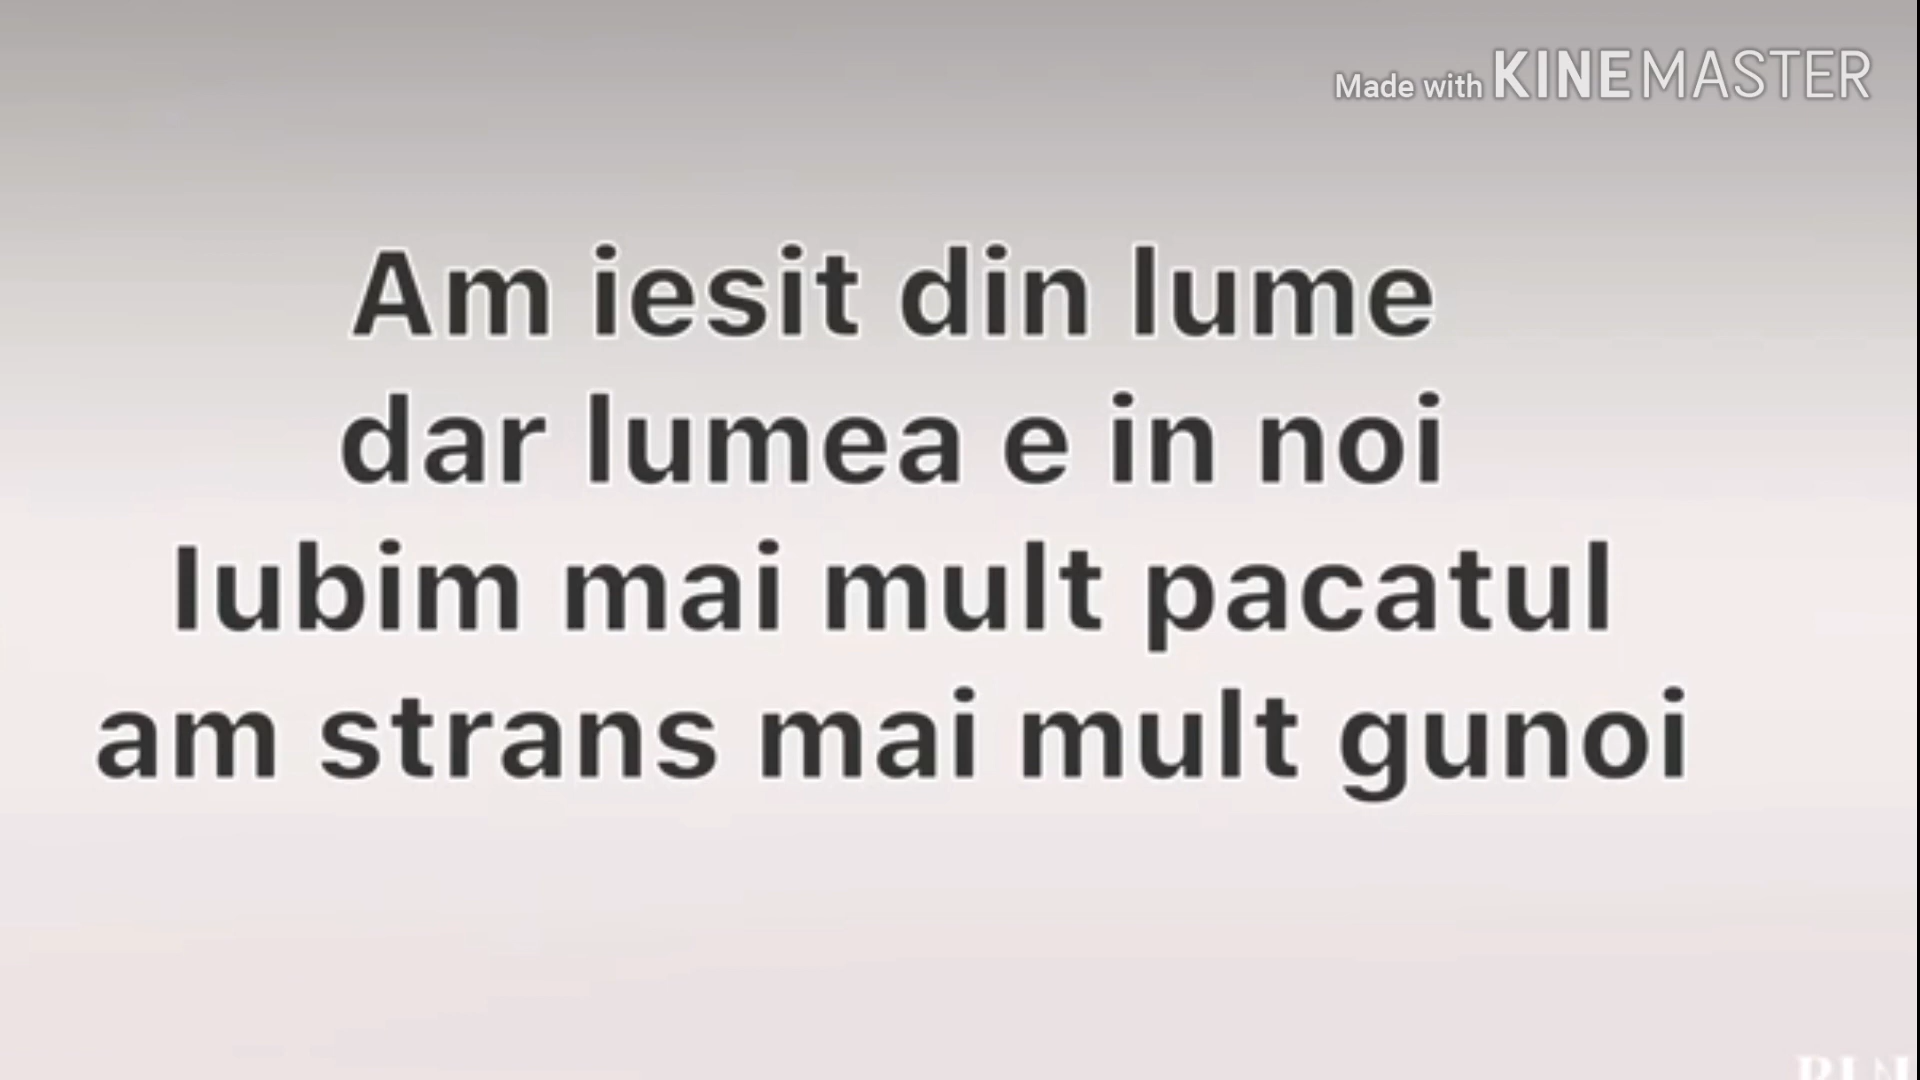 Made with KINEMASTER
Am iesit din lume
dar lumea e in noi
Iubim mai mult pacatul
am strans mai mult gunoi